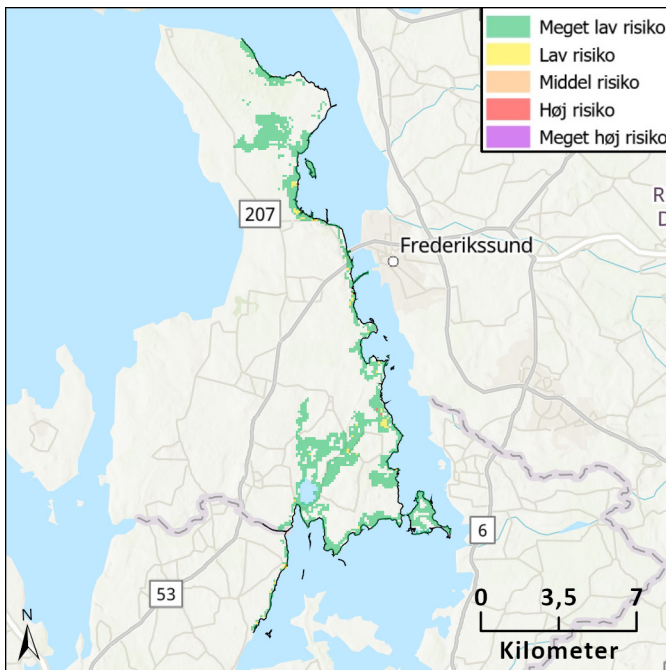 Meget lav risiko
Lav risiko
Middel risiko
Høj risiko
Meget høj risiko
R
D
207
Frederikssund
6
53
N
0 3,5 7
Kilometer